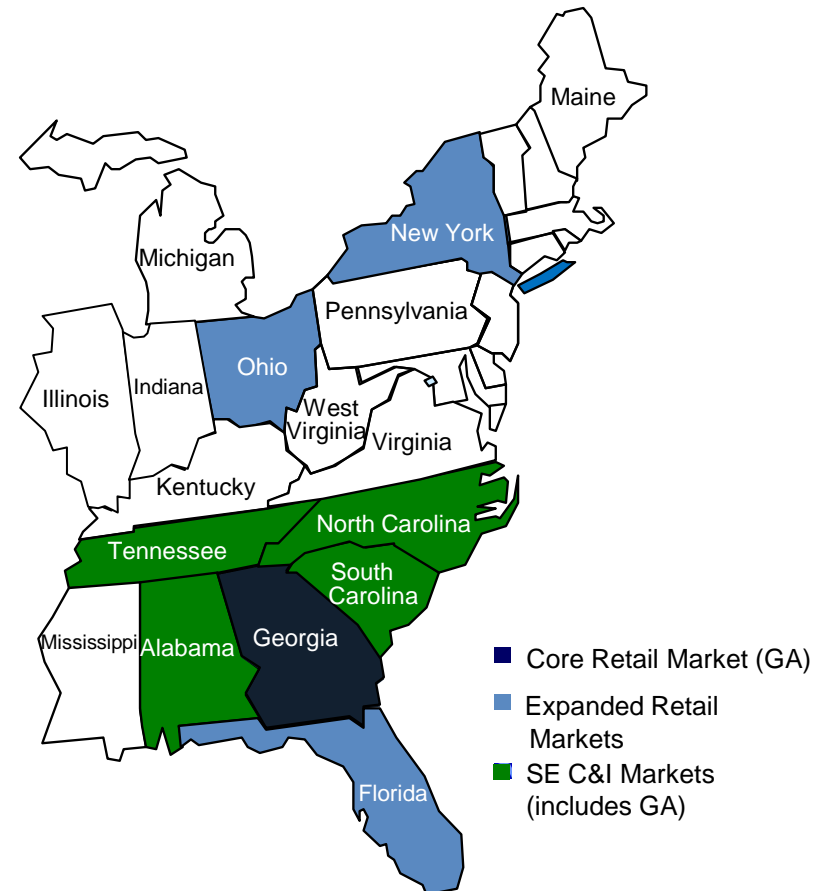 Maine
New York
Michigan
Pennsylvania
Ohio
Indiana
Illinois
West
Virginia
Virginia
Kentucky
North Carolina
Tennessee
South
Carolina
Mississippi
Alabama
Georgia
Florida
Core Retail Market (GA)
Expanded Retail
Markets
SE C&I Markets
(includes GA)